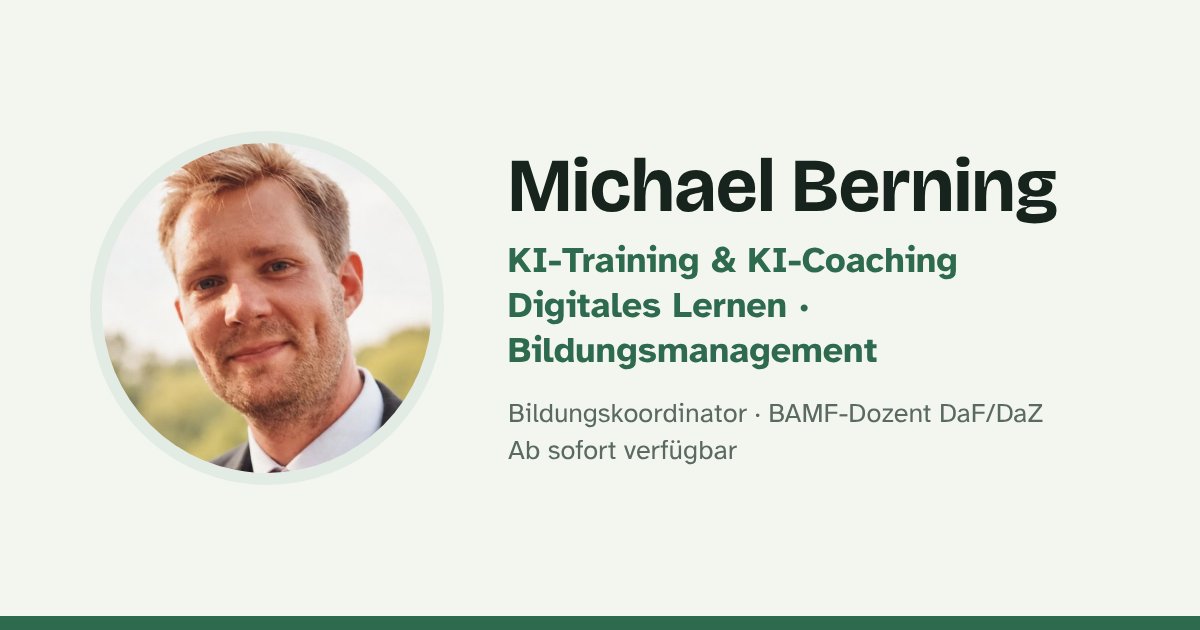 Michael Berning
KI-Training & KI-Coaching
Digitales Lernen ·
Bildungsmanagement
Bildungskoordinator · BAMF-Dozent DaF/DaZ
Ab sofort verfügbar